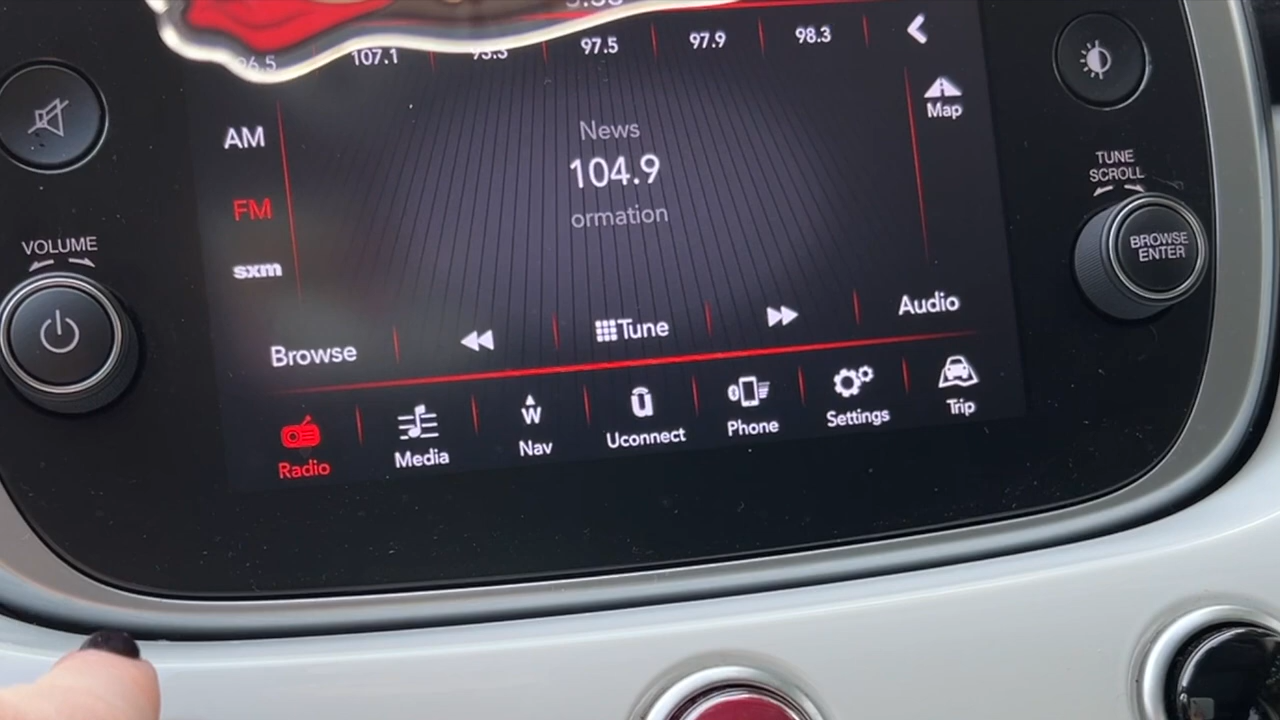 107.1
97.5
97.9
98.3
Map
AM
News
104.9
ormation
FM
sxm
VOLUME
TUNE
SCROLL
BROWSE
ENTER
Browse
Tune
Audio
Radio
Media
W
Nav
Uconnect
Phone
Settings
Trip